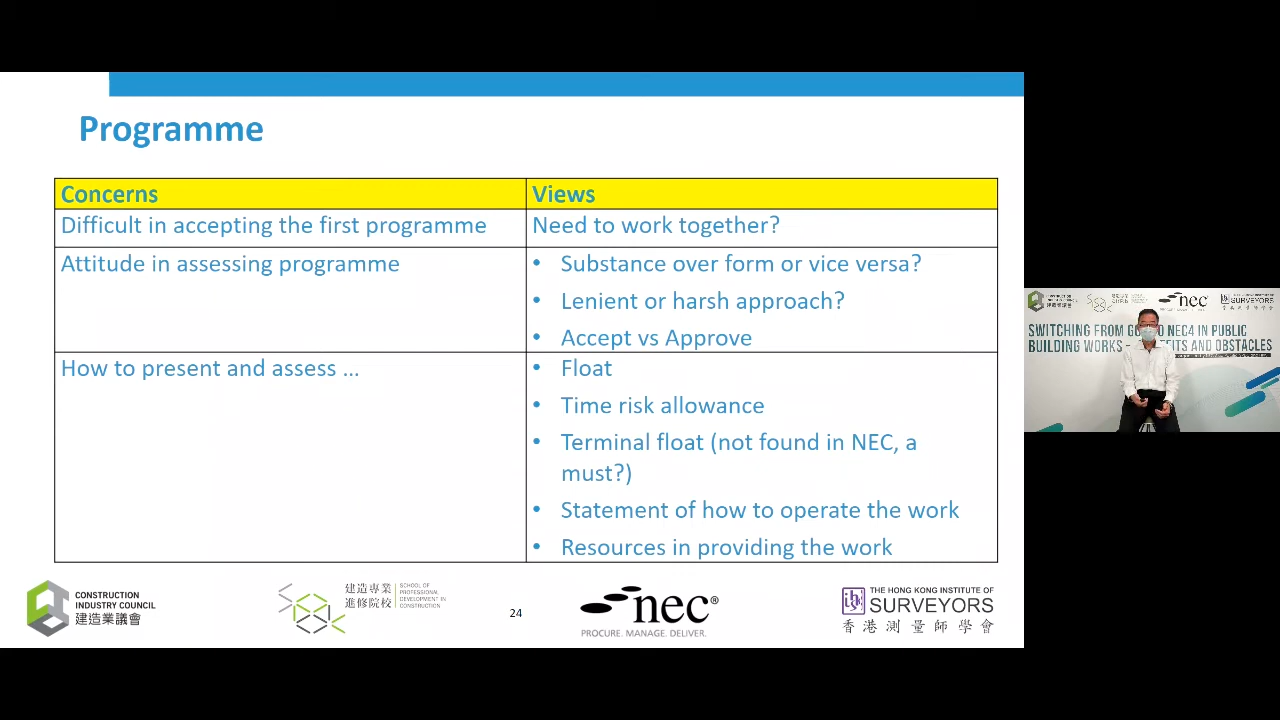 Programme
Concerns
Views
Difficult in accepting the first programme
Need to work together?
Attitude in assessing programme
• Substance over form or vice versa?
• Lenient or harsh approach?
• Accept vs Approve
How to present and assess ...
• Float
• Time risk allowance
• Terminal float (not found in NEC, a
must?)
• Statement of how to operate the work
• Resources in providing the work
CONSTRUCTION
INDUSTRY COUNCIL
建造業議會
建造專業
進修院校
SCHOOL OF
PROFESSIONAL
DEVELOPMENT IN
CONSTRUCTION
24
nec®
PROCURE. MANAGE. DELIVER.
THE HONG KONG INSTITUTE OF
SURVEYORS
香港測量師學會
nec
SURVEYORS
SWITCHING FROM
NEC4 IN PUBLIC
BUILDING WORKS -
AND OBSTACLES